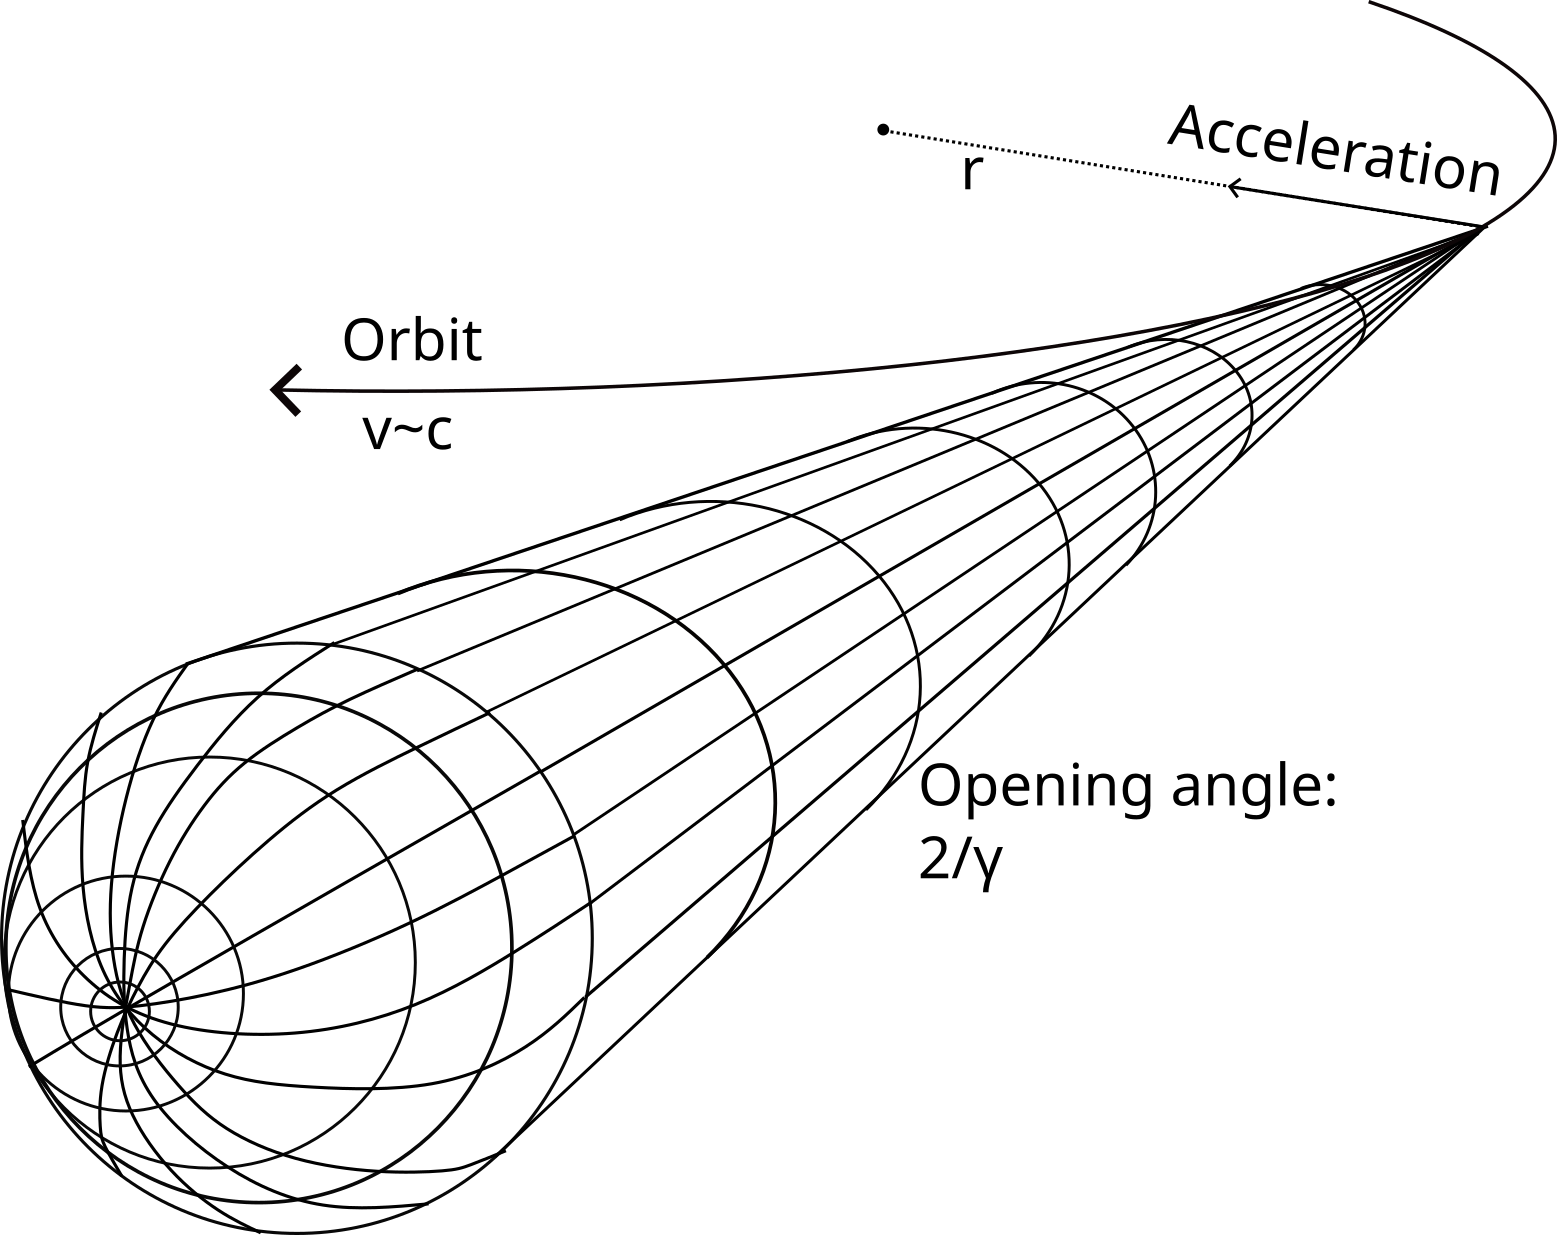 Acceleration
r
Orbit
v~c
Opening angle:
2/γ